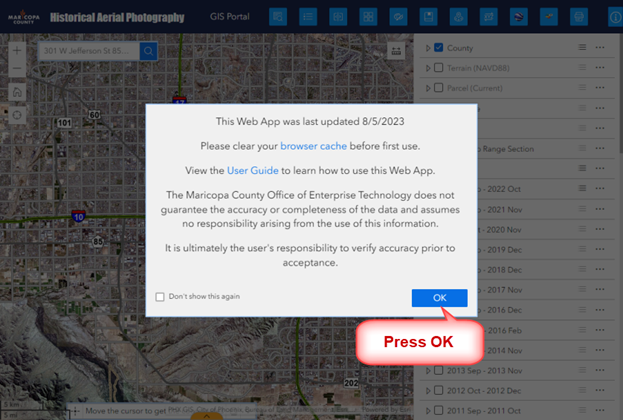 MARICOPA
COUNTY
Historical Aerial Photography
GIS Portal
301 W Jefferson St 85...
County
Terrain (NAVD88)
Parcel (Current)
Range Section
- 2022 Oct
- 2021 Nov
- 2020 Nov
- 2019 Dec
- 2018 Dec
- 2017 Dec
- 2016 Dec
- 2016 Feb
- 2014 Nov
2013 Sep - 2013 Nov
2012 Oct - 2012 Dec
2011 Sep - 2011 Oct
This Web App was last updated 8/5/2023
Please clear your browser cache before first use.
View the User Guide to learn how to use this Web App.
The Maricopa County Office of Enterprise Technology does not
guarantee the accuracy or completeness of the data and assumes
no responsibility arising from the use of this information.
It is ultimately the user's responsibility to verify accuracy prior to
acceptance.
Don't show this again
OK
Press OK
17
101
60
10
85
202
Move the cursor to get